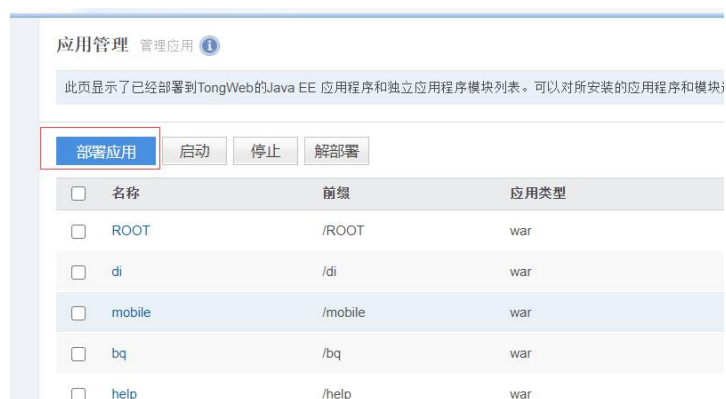 应用管理 管理应用
此页显示了已经部署到TongWeb的Java EE 应用程序和独立应用程序模块列表。可以对所安装的应用程序和模块
部署应用 启动 停止 解部署
名称 前缀 应用类型
ROOT /ROOT war
di /di war
mobile /mobile war
bq /bq war
help /help war